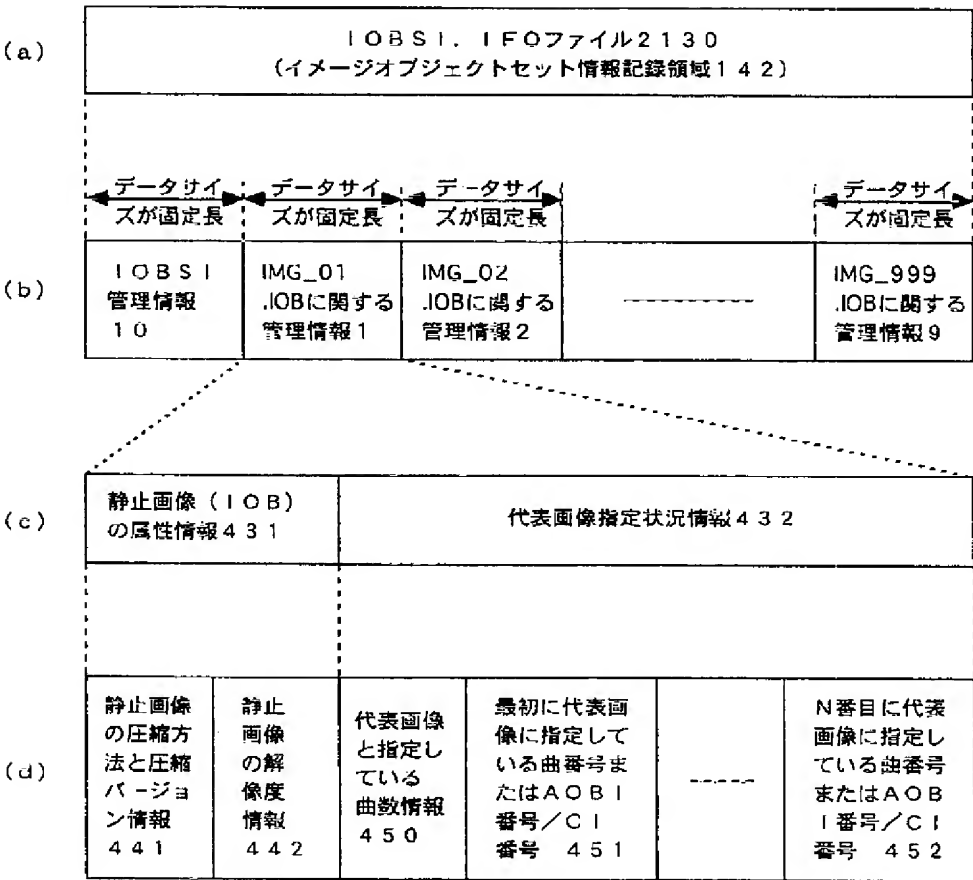 (a)
IOBSI. IFOファイル2130
(イメージオブジェクトセット情報記録領域142)
データサイ
ズが固定長
データサイ
ズが固定長
データサイ
ズが固定長
データサイ
ズが固定長
(b)
IOBSI
管理情報
10
IMG_01
.IOBに関する
管理情報1
IMG_02
.IOBに関する
管理情報2
IMG_999
.IOBに関する
管理情報9
(c)
静止画像(IOB)
の属性情報431
代表画像指定状況情報432
(d)
静止画像
の圧縮方
法と圧縮
バージョ
ン情報
441
静止
画像
の解
像度
情報
442
代表画像
と指定し
ている
曲数情報
450
最初に代表画
像に指定して
いる曲番号ま
たはAOBI
番号/CI
番号 451
N番目に代表
画像に指定し
ている曲番号
またはAOB
I番号/CI
番号 452